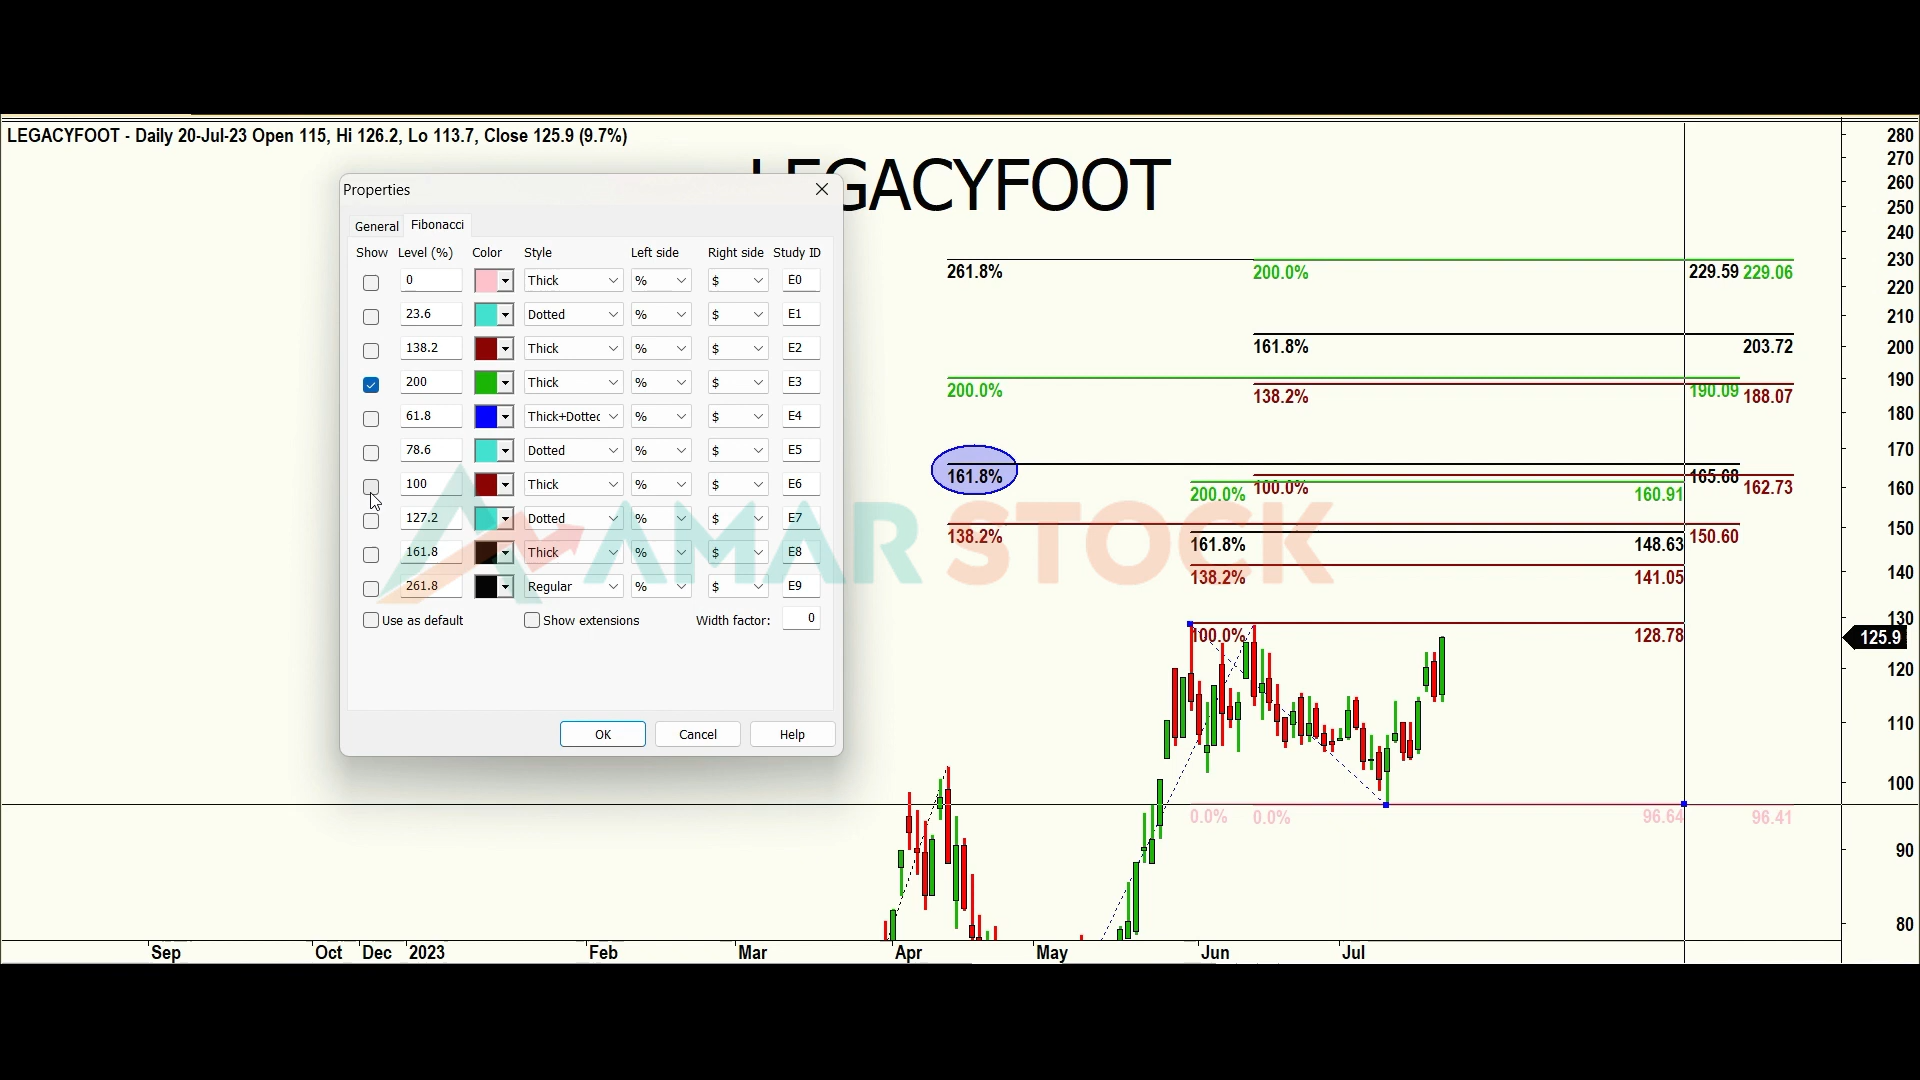 LEGACYFOOT - Daily 20-Jul-23 Open 115, Hi 126.2, Lo 113.7, Close 125.9 (9.7%)
LEGACYFOOT
Properties
General Fibonacci
Show Level (%) Color Style Left side Right side Study ID
0 Thick % $ E0
23.6 Dotted % $ E1
138.2 Thick % $ E2
200 Thick % $ E3
61.8 Thick+Dotted % $ E4
78.6 Dotted % $ E5
100 Thick % $ E6
127.2 Dotted % $ E7
161.8 Thick % $ E8
261.8 Regular % $ E9
Use as default Show extensions Width factor: 0
OK Cancel Help
AMAR STOCK
261.8% 200.0% 229.59 229.06
161.8% 203.72
200.0% 190.09
138.2% 188.07
161.8% 165.68
100.0% 162.73
200.0% 160.91
138.2% 150.60
161.8% 148.63
138.2% 141.05
100.0% 128.78
0.0% 0.0% 96.64 96.41
280
270
260
250
240
230
220
210
200
190
180
170
160
150
140
130
125.9
120
110
100
90
80
Sep Oct Dec 2023 Feb Mar Apr May Jun Jul